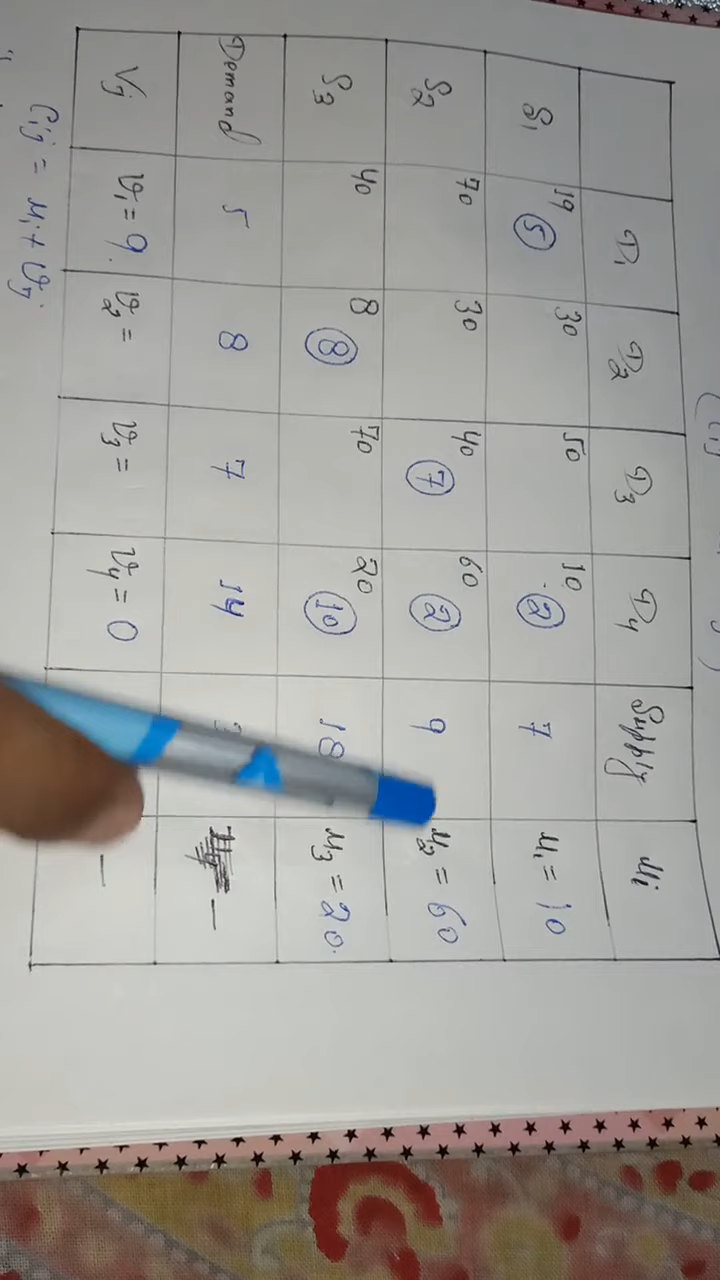 D₁ D₂ D₃ D₄ Supply ui
S₁ 19 (5) 30 50 10 (2) 7 u₁ = 10
S₂ 70 30 40 (7) 60 (2) 9 u₂ = 60
S₃ 40 8 (8) 70 20 (10) 18 u₃ = 20.
Demand 5 8 7 14 –
Vj v₁ = 9. v₂ = v₃ = v₄ = 0 –
Cij = ui + vj